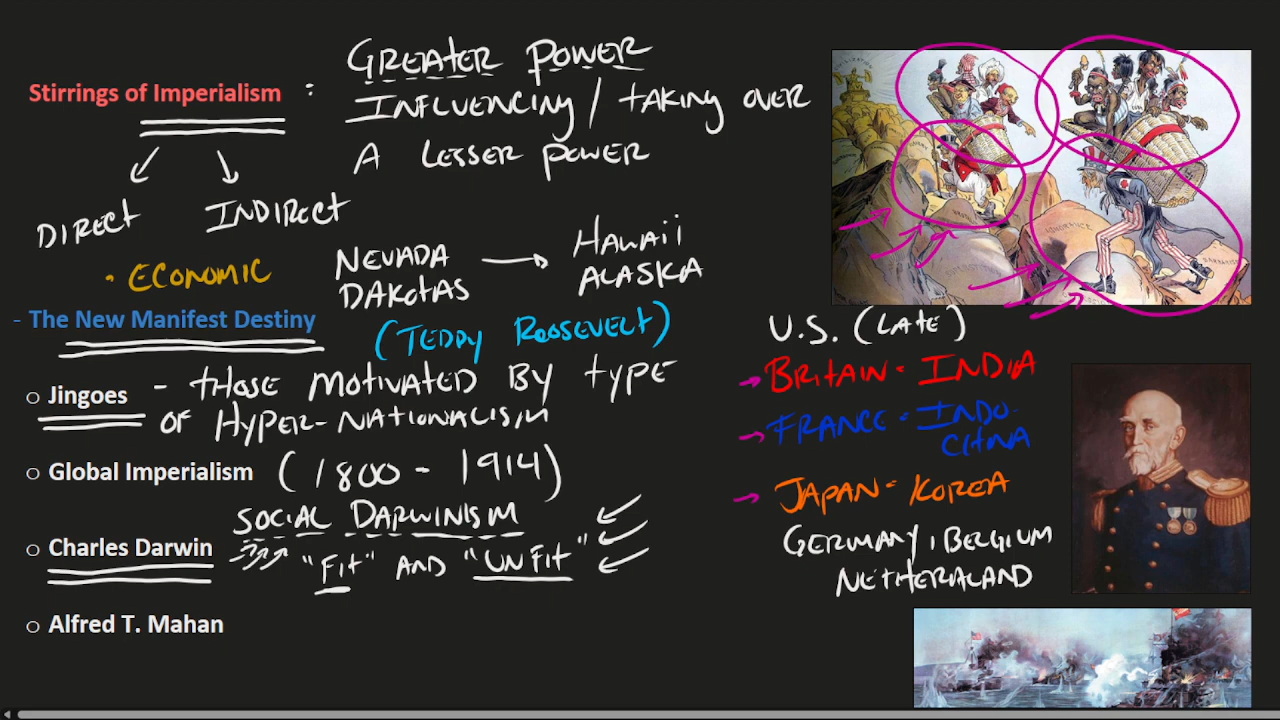 Stirrings of Imperialism :
GREATER POWER
INFLUENCING / TAKING OVER
A LESSER POWER
DIRECT
INDIRECT
• ECONOMIC
NEVADA
DAKOTAS
HAWAII
ALASKA
- The New Manifest Destiny
(TEDDY ROOSEVELT)
○ Jingoes - THOSE MOTIVATED BY TYPE
OF HYPER-NATIONALISM
○ Global Imperialism (1800 - 1914)
SOCIAL DARWINISM
○ Charles Darwin
"FIT" AND "UNFIT"
○ Alfred T. Mahan
U.S. (LATE)
BRITAIN = INDIA
FRANCE = INDO-
CHINA
JAPAN = KOREA
GERMANY, BELGIUM
NETHERALAND